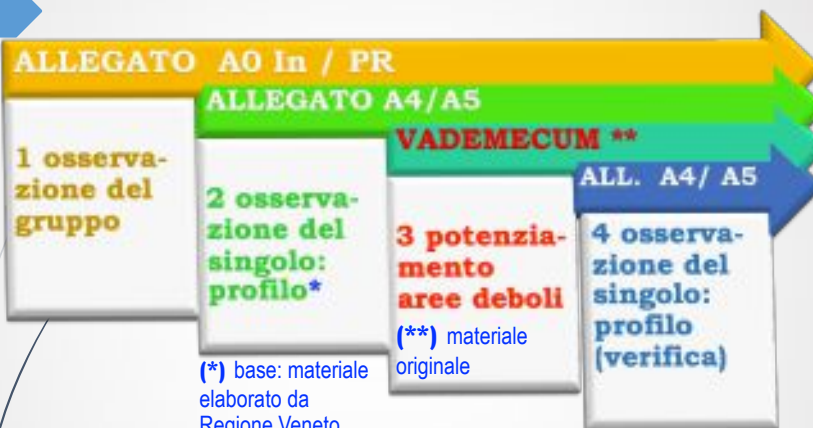 ALLEGATO A0 In / PR
ALLEGATO A4/A5
VADEMECUM **
ALL. A4/ A5
1 osserva-
zione del
gruppo
2 osserva-
zione del
singolo:
profilo*
3 potenzia-
mento
aree deboli
(**) materiale
originale
4 osserva-
zione del
singolo:
profilo
(verifica)
(*) base: materiale
elaborato da
Regione Veneto